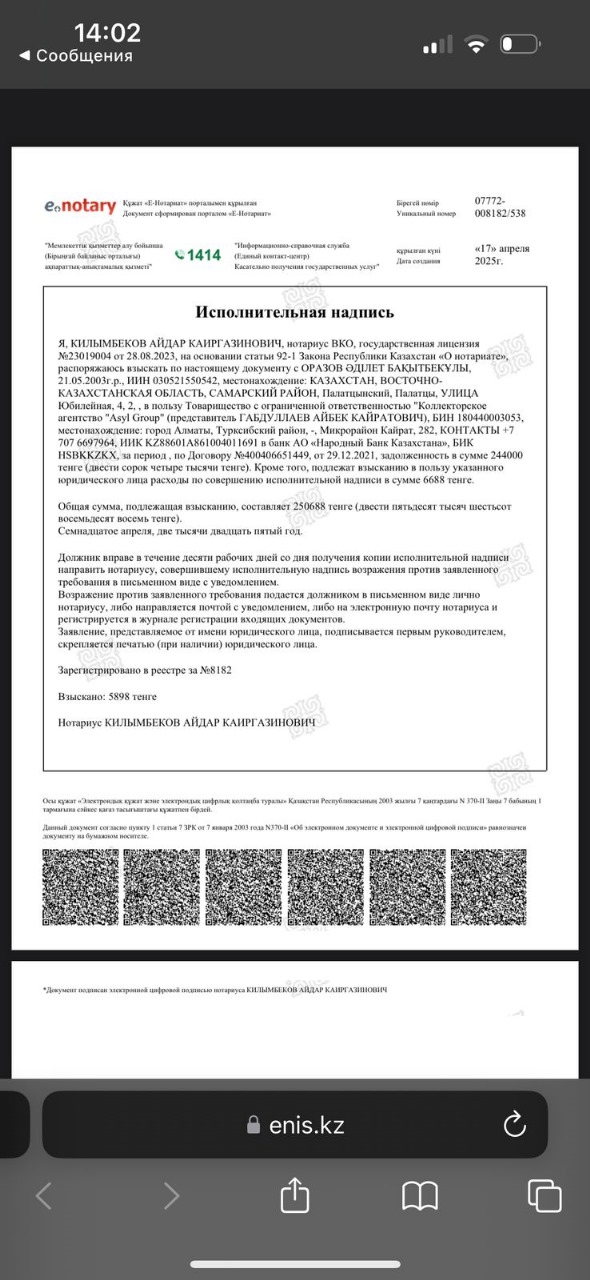 14:02
◀ Сообщения
e.notary
Құжат «Е-Нотариат» порталымен құрылған
Документ сформирован порталом «Е-Нотариат»
Бірегей нөмір
Уникальный номер
07772-
008182/538
"Мемлекеттік қызметтер алу бойынша
(Бірыңғай байланыс орталығы)
ақпараттық-анықтамалық қызметі"
1414
"Информационно-справочная служба
(Единый контакт-центр)
Касательно получения государственных услуг"
құрылған күні
Дата создания
«17» апреля
2025г.
Исполнительная надпись
Я, КИЛЫМБЕКОВ АЙДАР КАИРГАЗИНОВИЧ, нотариус ВКО, государственная лицензия
№23019004 от 28.08.2023, на основании статьи 92-1 Закона Республики Казахстан «О нотариате»,
распоряжаюсь взыскать по настоящему документу с ОРАЗОВ ӘДІЛЕТ БАҚЫТБЕКҰЛЫ,
21.05.2003г.р., ИИН 030521550542, местонахождение: КАЗАХСТАН, ВОСТОЧНО-
КАЗАХСТАНСКАЯ ОБЛАСТЬ, САМАРСКИЙ РАЙОН, Палатцынский, Палатцы, УЛИЦА
Юбилейная, 4, 2, , в пользу Товарищество с ограниченной ответственностью "Коллекторское
агентство "Asyl Group" (представитель ГАБДУЛЛАЕВ АЙБЕК КАЙРАТОВИЧ), БИН 180440003053,
местонахождение: город Алматы, Турксибский район, -, Микрорайон Кайрат, 282, КОНТАКТЫ +7
707 6697964, ИИК KZ88601A861004011691 в банк АО «Народный Банк Казахстана», БИК
HSBKKZKX, за период , по Договору №400406651449, от 29.12.2021, задолженность в сумме 244000
тенге (двести сорок четыре тысячи тенге). Кроме того, подлежат взысканию в пользу указанного
юридического лица расходы по совершению исполнительной надписи в сумме 6688 тенге.
Общая сумма, подлежащая взысканию, составляет 250688 тенге (двести пятьдесят тысяч шестьсот
восемьдесят восемь тенге).
Семнадцатое апреля, две тысячи двадцать пятый год.
Должник вправе в течение десяти рабочих дней со дня получения копии исполнительной надписи
направить нотариусу, совершившему исполнительную надпись возражения против заявленного
требования в письменном виде с уведомлением.
Возражение против заявленного требования подается должником в письменном виде лично
нотариусу, либо направляется почтой с уведомлением, либо на электронную почту нотариуса и
регистрируется в журнале регистрации входящих документов.
Заявление, представляемое от имени юридического лица, подписывается первым руководителем,
скрепляется печатью (при наличии) юридического лица.
Зарегистрировано в реестре за №8182
Взыскано: 5898 тенге
Нотариус КИЛЫМБЕКОВ АЙДАР КАИРГАЗИНОВИЧ
Осы құжат «Электрондық құжат және электрондық цифрлық қолтаңба туралы» Қазақстан Республикасының 2003 жылғы 7 қаңтардағы N 370-II Заңы 7 бабының 1
тармағына сәйкес қағаз тасығыштағы құжатпен бірдей.
Данный документ согласно пункту 1 статьи 7 ЗРК от 7 января 2003 года N370-II «Об электронном документе и электронной цифровой подписи» равнозначен
документу на бумажном носителе.
*Документ подписан электронной цифровой подписью нотариуса КИЛЫМБЕКОВ АЙДАР КАИРГАЗИНОВИЧ
enis.kz